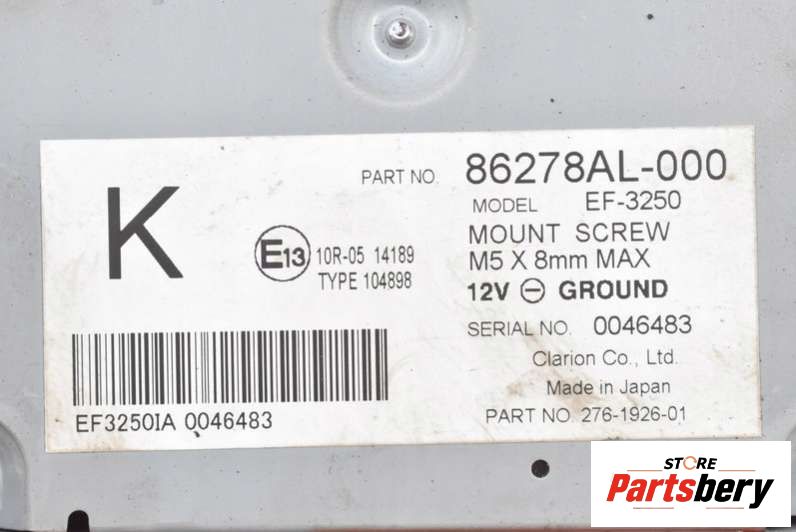 K
PART NO. 86278AL-000
MODEL EF-3250
MOUNT SCREW
M5 X 8mm MAX
12V ⊖ GROUND
E13 10R-05 14189
TYPE 104898
SERIAL NO. 0046483
Clarion Co., Ltd.
Made in Japan
EF3250IA 0046483
PART NO. 276-1926-01
STORE
Partsbery